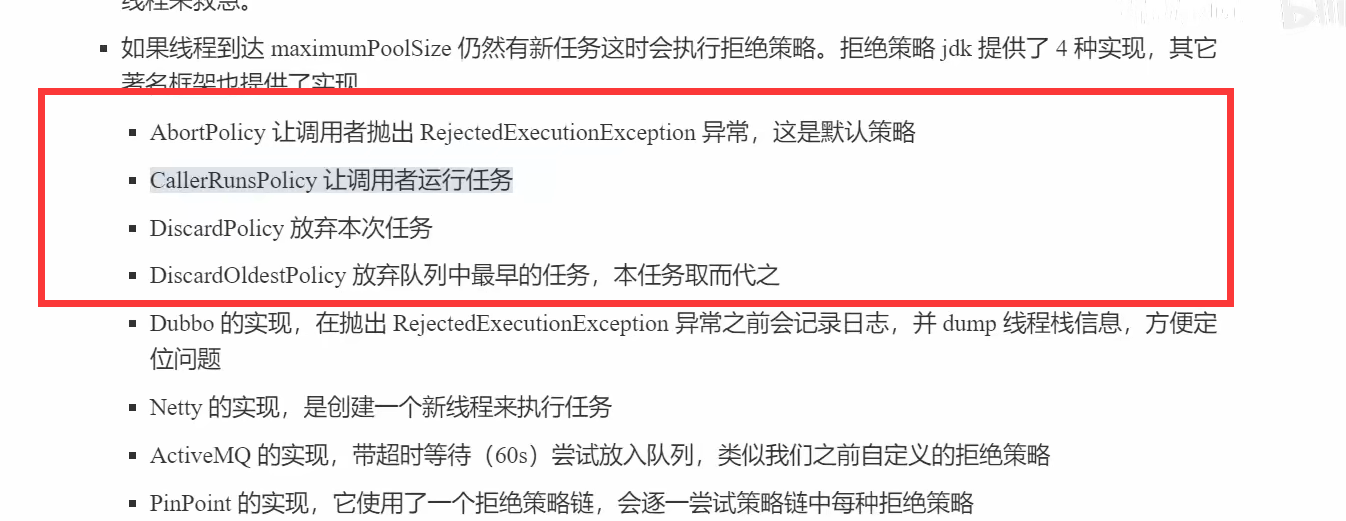 线程来救急。
如果线程到达 maximumPoolSize 仍然有新任务这时会执行拒绝策略。拒绝策略 jdk 提供了 4 种实现，其它
著名框架也提供了实现
AbortPolicy 让调用者抛出 RejectedExecutionException 异常，这是默认策略
CallerRunsPolicy 让调用者运行任务
DiscardPolicy 放弃本次任务
DiscardOldestPolicy 放弃队列中最早的任务，本任务取而代之
Dubbo 的实现，在抛出 RejectedExecutionException 异常之前会记录日志，并 dump 线程栈信息，方便定
位问题
Netty 的实现，是创建一个新线程来执行任务
ActiveMQ 的实现，带超时等待（60s）尝试放入队列，类似我们之前自定义的拒绝策略
PinPoint 的实现，它使用了一个拒绝策略链，会逐一尝试策略链中每种拒绝策略